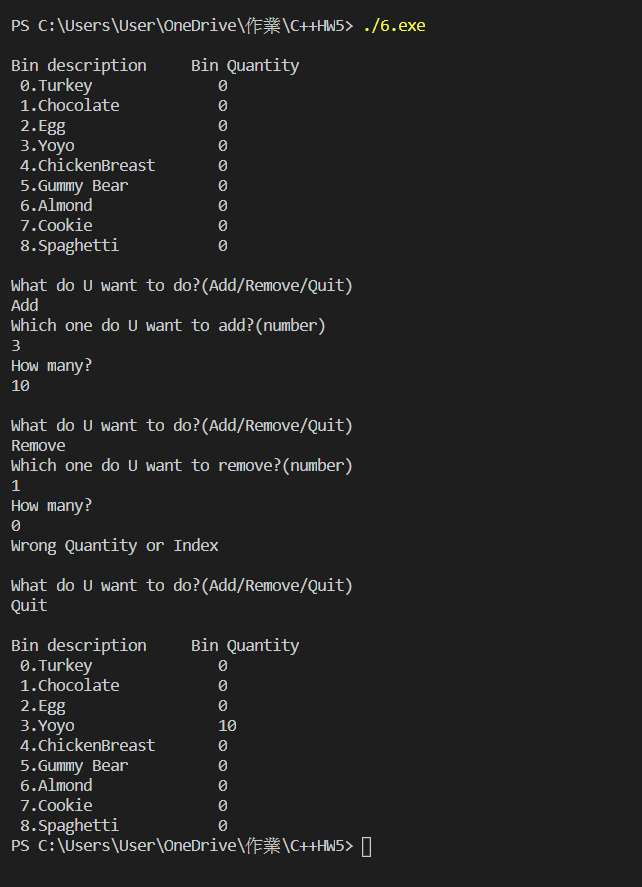 PS C:\Users\User\OneDrive\作業\C++HW5> ./6.exe
Bin description     Bin Quantity
 0.Turkey              0
 1.Chocolate           0
 2.Egg                 0
 3.Yoyo                0
 4.ChickenBreast       0
 5.Gummy Bear          0
 6.Almond              0
 7.Cookie              0
 8.Spaghetti           0
What do U want to do?(Add/Remove/Quit)
Add
Which one do U want to add?(number)
3
How many?
10
What do U want to do?(Add/Remove/Quit)
Remove
Which one do U want to remove?(number)
1
How many?
0
Wrong Quantity or Index
What do U want to do?(Add/Remove/Quit)
Quit
Bin description     Bin Quantity
 0.Turkey              0
 1.Chocolate           0
 2.Egg                 0
 3.Yoyo                10
 4.ChickenBreast       0
 5.Gummy Bear          0
 6.Almond              0
 7.Cookie              0
 8.Spaghetti           0
PS C:\Users\User\OneDrive\作業\C++HW5>